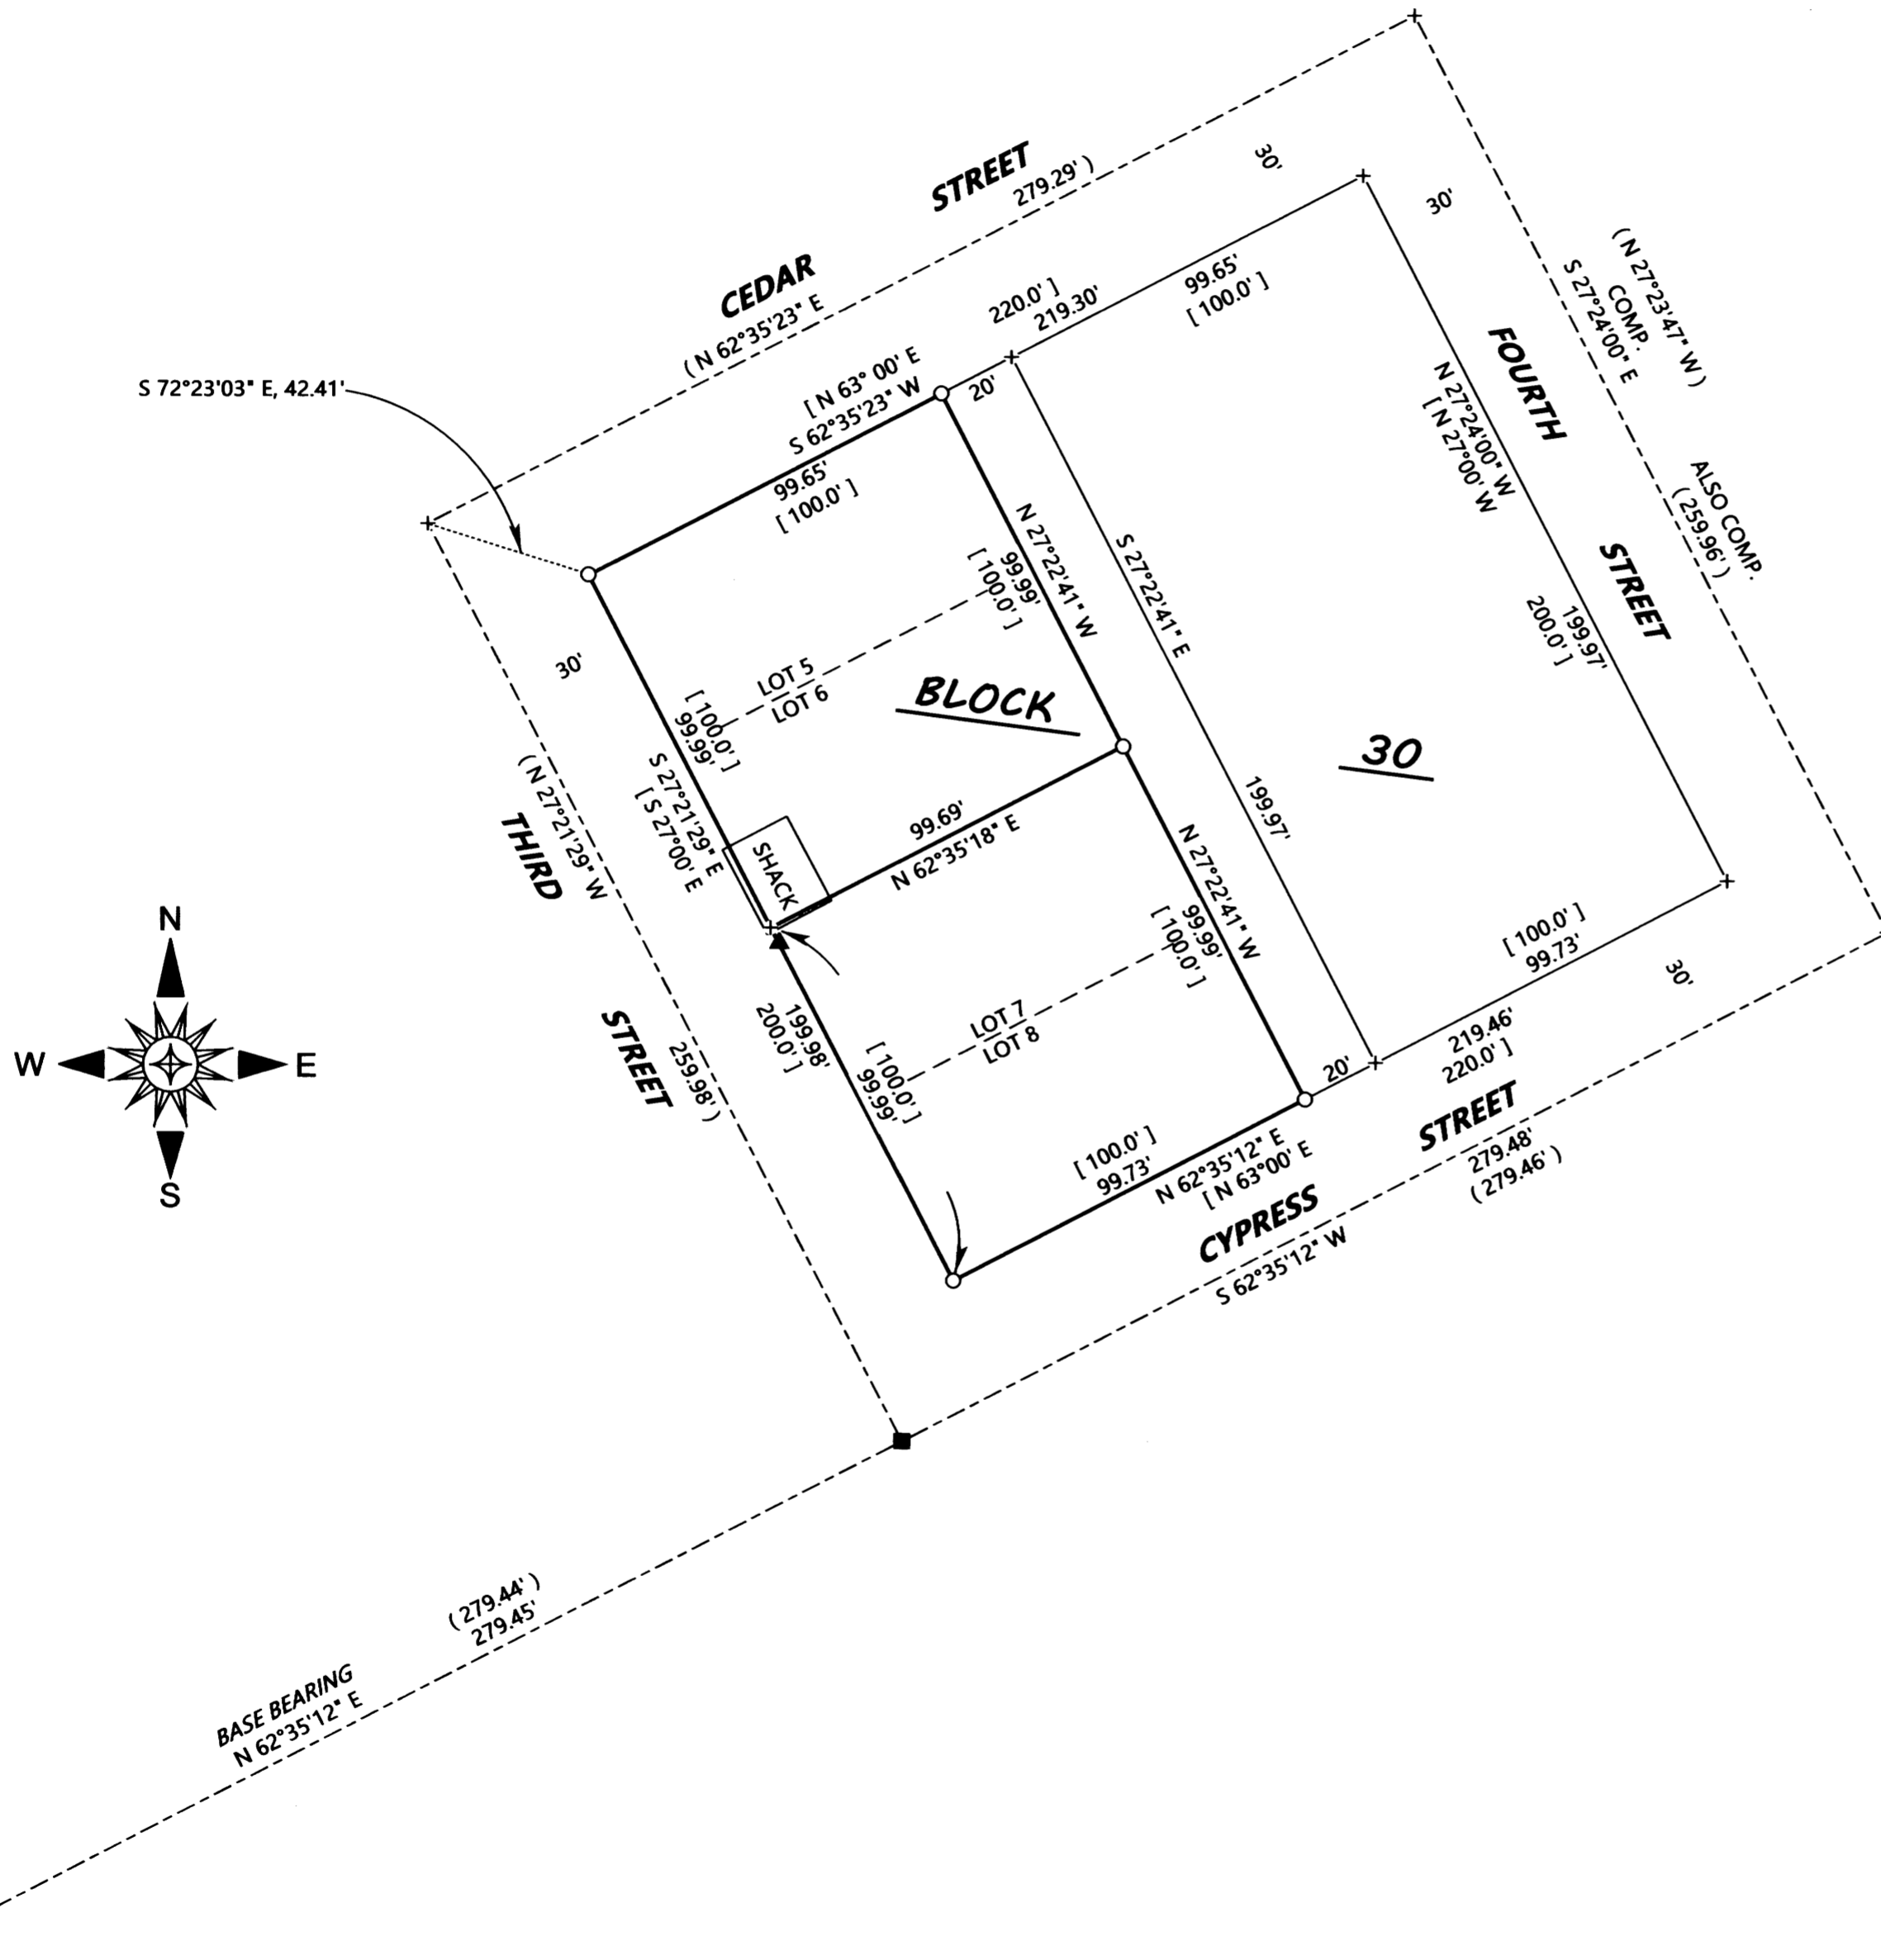 30'
CEDAR STREET
( N 62°35'23" E 279.29' )
30'
( N 27°23'47" W )
COMP.
S 27°24'00" E
ALSO COMP.
( 259.96' )
FOURTH STREET
N 27°24'00" W
[ N 27°00' W
199.97'
200.0' ]
99.65'
[ 100.0' ]
220.0' ]
219.30'
20'
[ N 63° 00' E
S 62°35'23" W
99.65'
[ 100.0' ]
S 72°23'03" E, 42.41'
N 27°22'41" W
99.99'
[ 100.0' ]
S 27°22'41" E
199.97'
30'
LOT 5
LOT 6
BLOCK
30
[ 100.0' ]
99.99'
S 27°21'29" E
[ S 27°00' E
( N 27°21'29" W
259.98' )
THIRD STREET
SHACK
99.69'
N 62°35'18" E
N 27°22'41" W
99.99'
[ 100.0' ]
N
W
E
S
199.98'
200.0' ]
[ 100.0' ]
99.99'
LOT 7
LOT 8
[ 100.0' ]
99.73'
30'
20'
219.46'
220.0' ]
[ 100.0' ]
99.73'
N 62°35'12" E
[ N 63°00' E
CYPRESS STREET
279.48'
( 279.46' )
S 62°35'12" W
( 279.44' )
279.45'
BASE BEARING
N 62°35'12" E